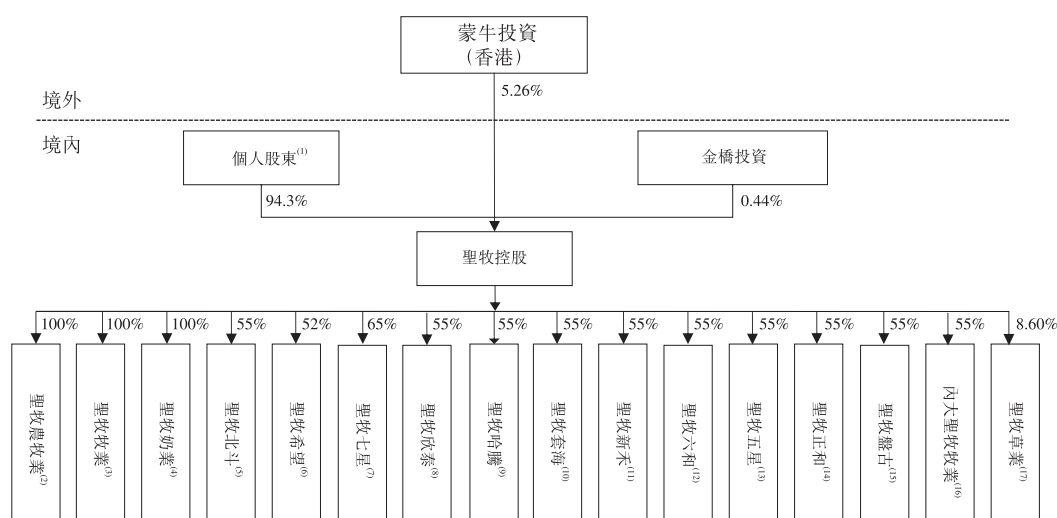 蒙牛投資
(香港)
5.26%
境外
境內
個人股東(1)
金橋投資
94.3%
0.44%
聖牧控股
100%
100%
100%
55%
52%
65%
55%
55%
55%
55%
55%
55%
55%
55%
55%
8.60%
聖牧農牧業(2)
聖牧牧業(3)
聖牧奶業(4)
聖牧北斗(5)
聖牧希望(6)
聖牧七星(7)
聖牧欣泰(8)
聖牧哈騰(9)
聖牧套海(10)
聖牧新禾(11)
聖牧六和(12)
聖牧五星(13)
聖牧正和(14)
聖牧盤古(15)
內大聖牧牧業(16)
聖牧草業(17)